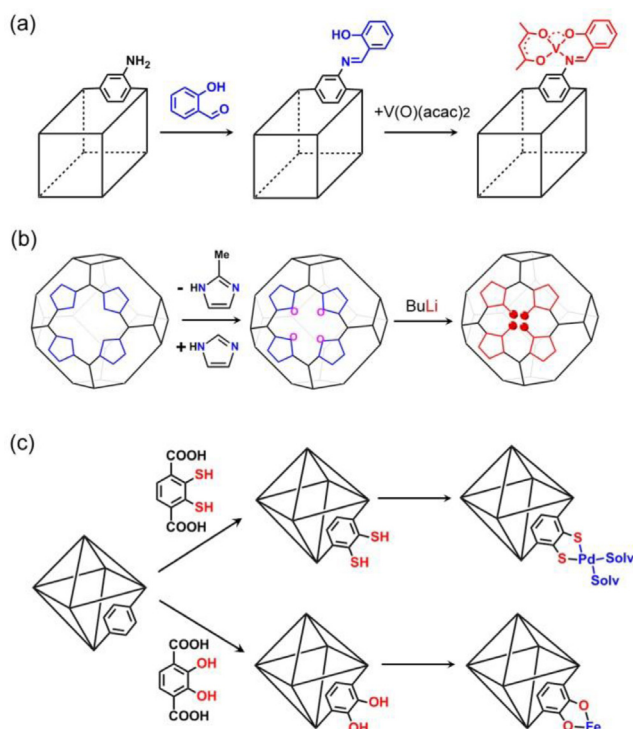 (a)
NH2
OH
O
HO
N
+V(O)(acac)2
O
O
V
O
N
(b)
-
Me
HN
N
+
HN
N
BuLi
(c)
COOH
SH
SH
COOH
SH
SH
S
S
Pd
Solv
Solv
COOH
OH
OH
COOH
OH
OH
O
O
Fe